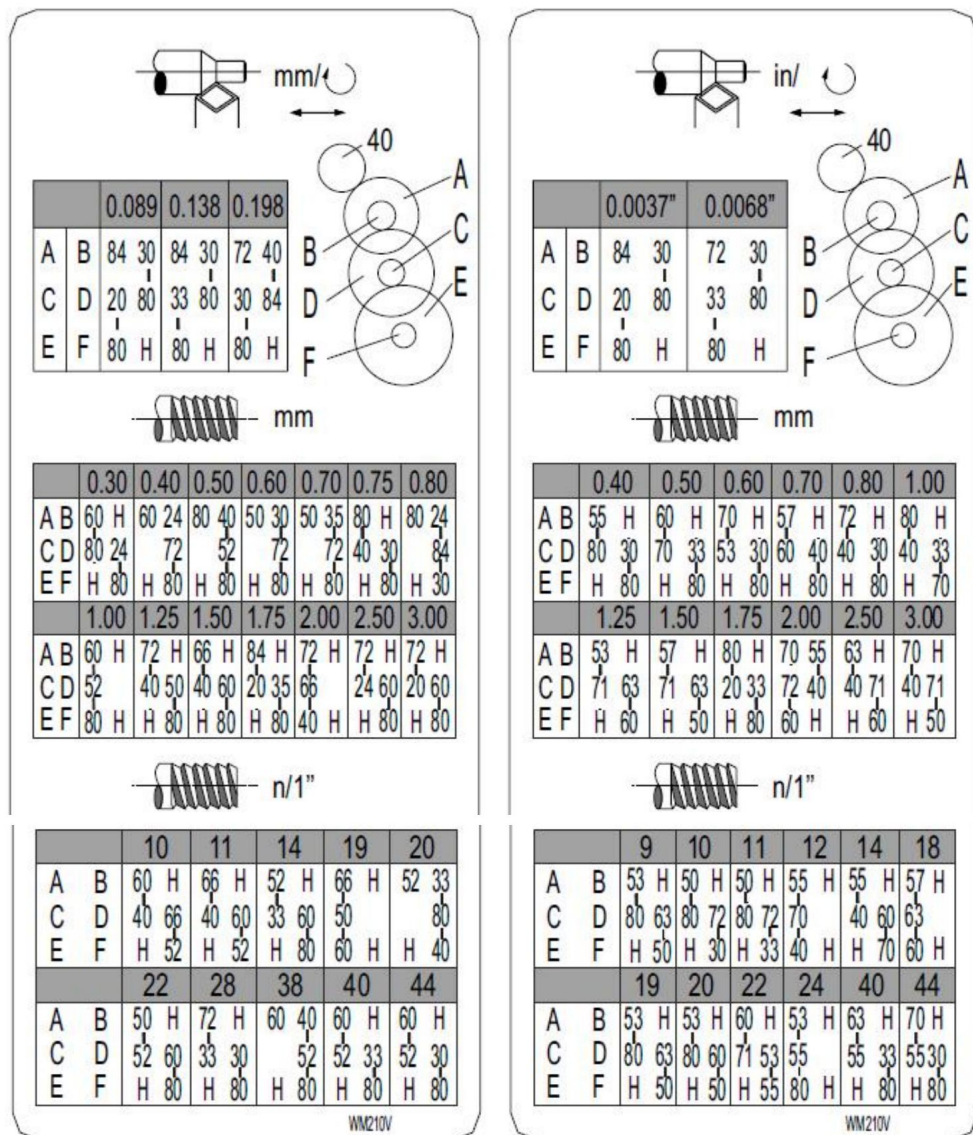 mm/
40
A
B
C
D
E
F
0.089 0.138 0.198
A B 84 30 84 30 72 40
C D 20 80 33 80 30 84
E F 80 H 80 H 80 H
mm
0.30 0.40 0.50 0.60 0.70 0.75 0.80
A B 60 H 60 24 80 40 50 30 50 35 80 H 80 24
C D 80 24 72 52 72 72 40 30 84
E F H 80 H 80 H 80 H 80 H 80 H 80 H 30
1.00 1.25 1.50 1.75 2.00 2.50 3.00
A B 60 H 72 H 66 H 84 H 72 H 72 H 72 H
C D 52 40 50 40 60 20 35 66 24 60 20 60
E F 80 H H 80 H 80 H 80 40 H H 80 H 80
n/1”
10 11 14 19 20
A B 60 H 66 H 52 H 66 H 52 33
C D 40 66 40 60 33 60 50 80
E F H 52 H 52 H 80 60 H H 40
22 28 38 40 44
A B 50 H 72 H 60 40 60 H 60 H
C D 52 60 33 30 52 52 33 52 30
E F H 80 H 80 H 80 H 80 H 80
WM210V
in/
40
A
B
C
D
E
F
0.0037” 0.0068”
A B 84 30 72 30
C D 20 80 33 80
E F 80 H 80 H
mm
0.40 0.50 0.60 0.70 0.80 1.00
A B 55 H 60 H 70 H 57 H 72 H 80 H
C D 80 30 70 33 53 30 60 40 40 30 40 33
E F H 80 H 80 H 80 H 80 H 80 H 70
1.25 1.50 1.75 2.00 2.50 3.00
A B 53 H 57 H 80 H 70 55 63 H 70 H
C D 71 63 71 63 20 33 72 40 40 71 40 71
E F H 60 H 50 H 80 60 H H 60 H 50
n/1”
9 10 11 12 14 18
A B 53 H 50 H 50 H 55 H 55 H 57 H
C D 80 63 80 72 80 72 70 40 60 63
E F H 50 H 30 H 33 40 H H 70 60 H
19 20 22 24 40 44
A B 53 H 53 H 60 H 53 H 63 H 70 H
C D 80 63 80 60 71 53 55 55 33 55 30
E F H 50 H 50 H 55 80 H H 80 H 80
WM210V